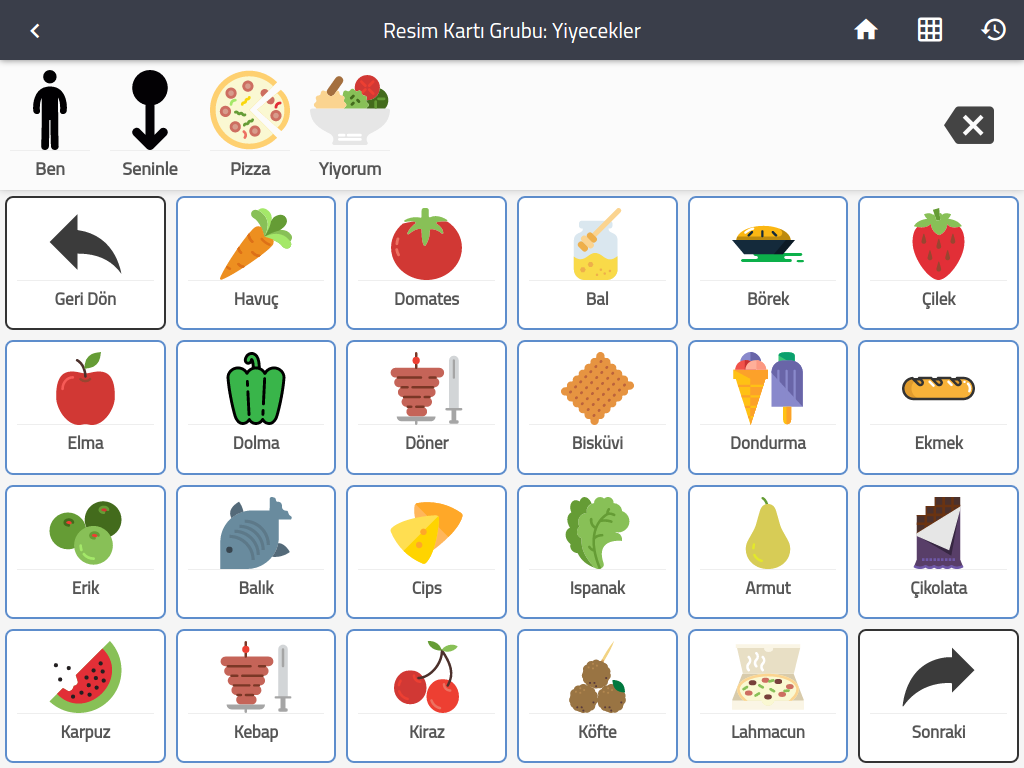 Resim Kartı Grubu: Yiyecekler
Ben Seninle Pizza Yiyorum
Geri Dön Havuç Domates Bal Börek Çilek
Elma Dolma Döner Bisküvi Dondurma Ekmek
Erik Balık Cips Ispanak Armut Çikolata
Karpuz Kebap Kiraz Köfte Lahmacun Sonraki